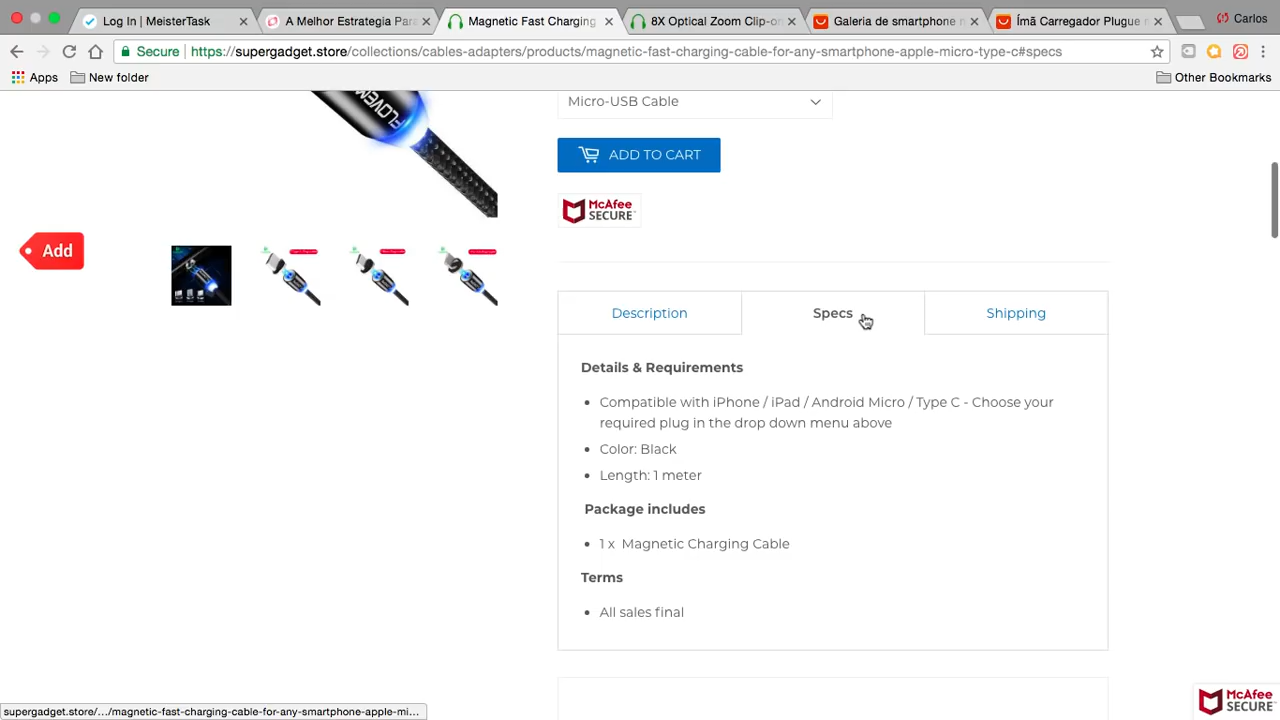 Log In | MeisterTask
A Melhor Estrategia Para
Magnetic Fast Charging
8X Optical Zoom Clip-on
Galeria de smartphone n
Ímã Carregador Plugue n
Carlos
Secure
https://supergadget.store/collections/cables-adapters/products/magnetic-fast-charging-cable-for-any-smartphone-apple-micro-type-c#specs
Apps
New folder
Other Bookmarks
FLOVEM
Micro-USB Cable
ADD TO CART
McAfee
SECURE
Add
Description
Specs
Shipping
Details & Requirements
• Compatible with iPhone / iPad / Android Micro / Type C - Choose your
required plug in the drop down menu above
• Color: Black
• Length: 1 meter
Package includes
• 1 x Magnetic Charging Cable
Terms
• All sales final
supergadget.store/.../magnetic-fast-charging-cable-for-any-smartphone-apple-mi...
McAfee
SECURE